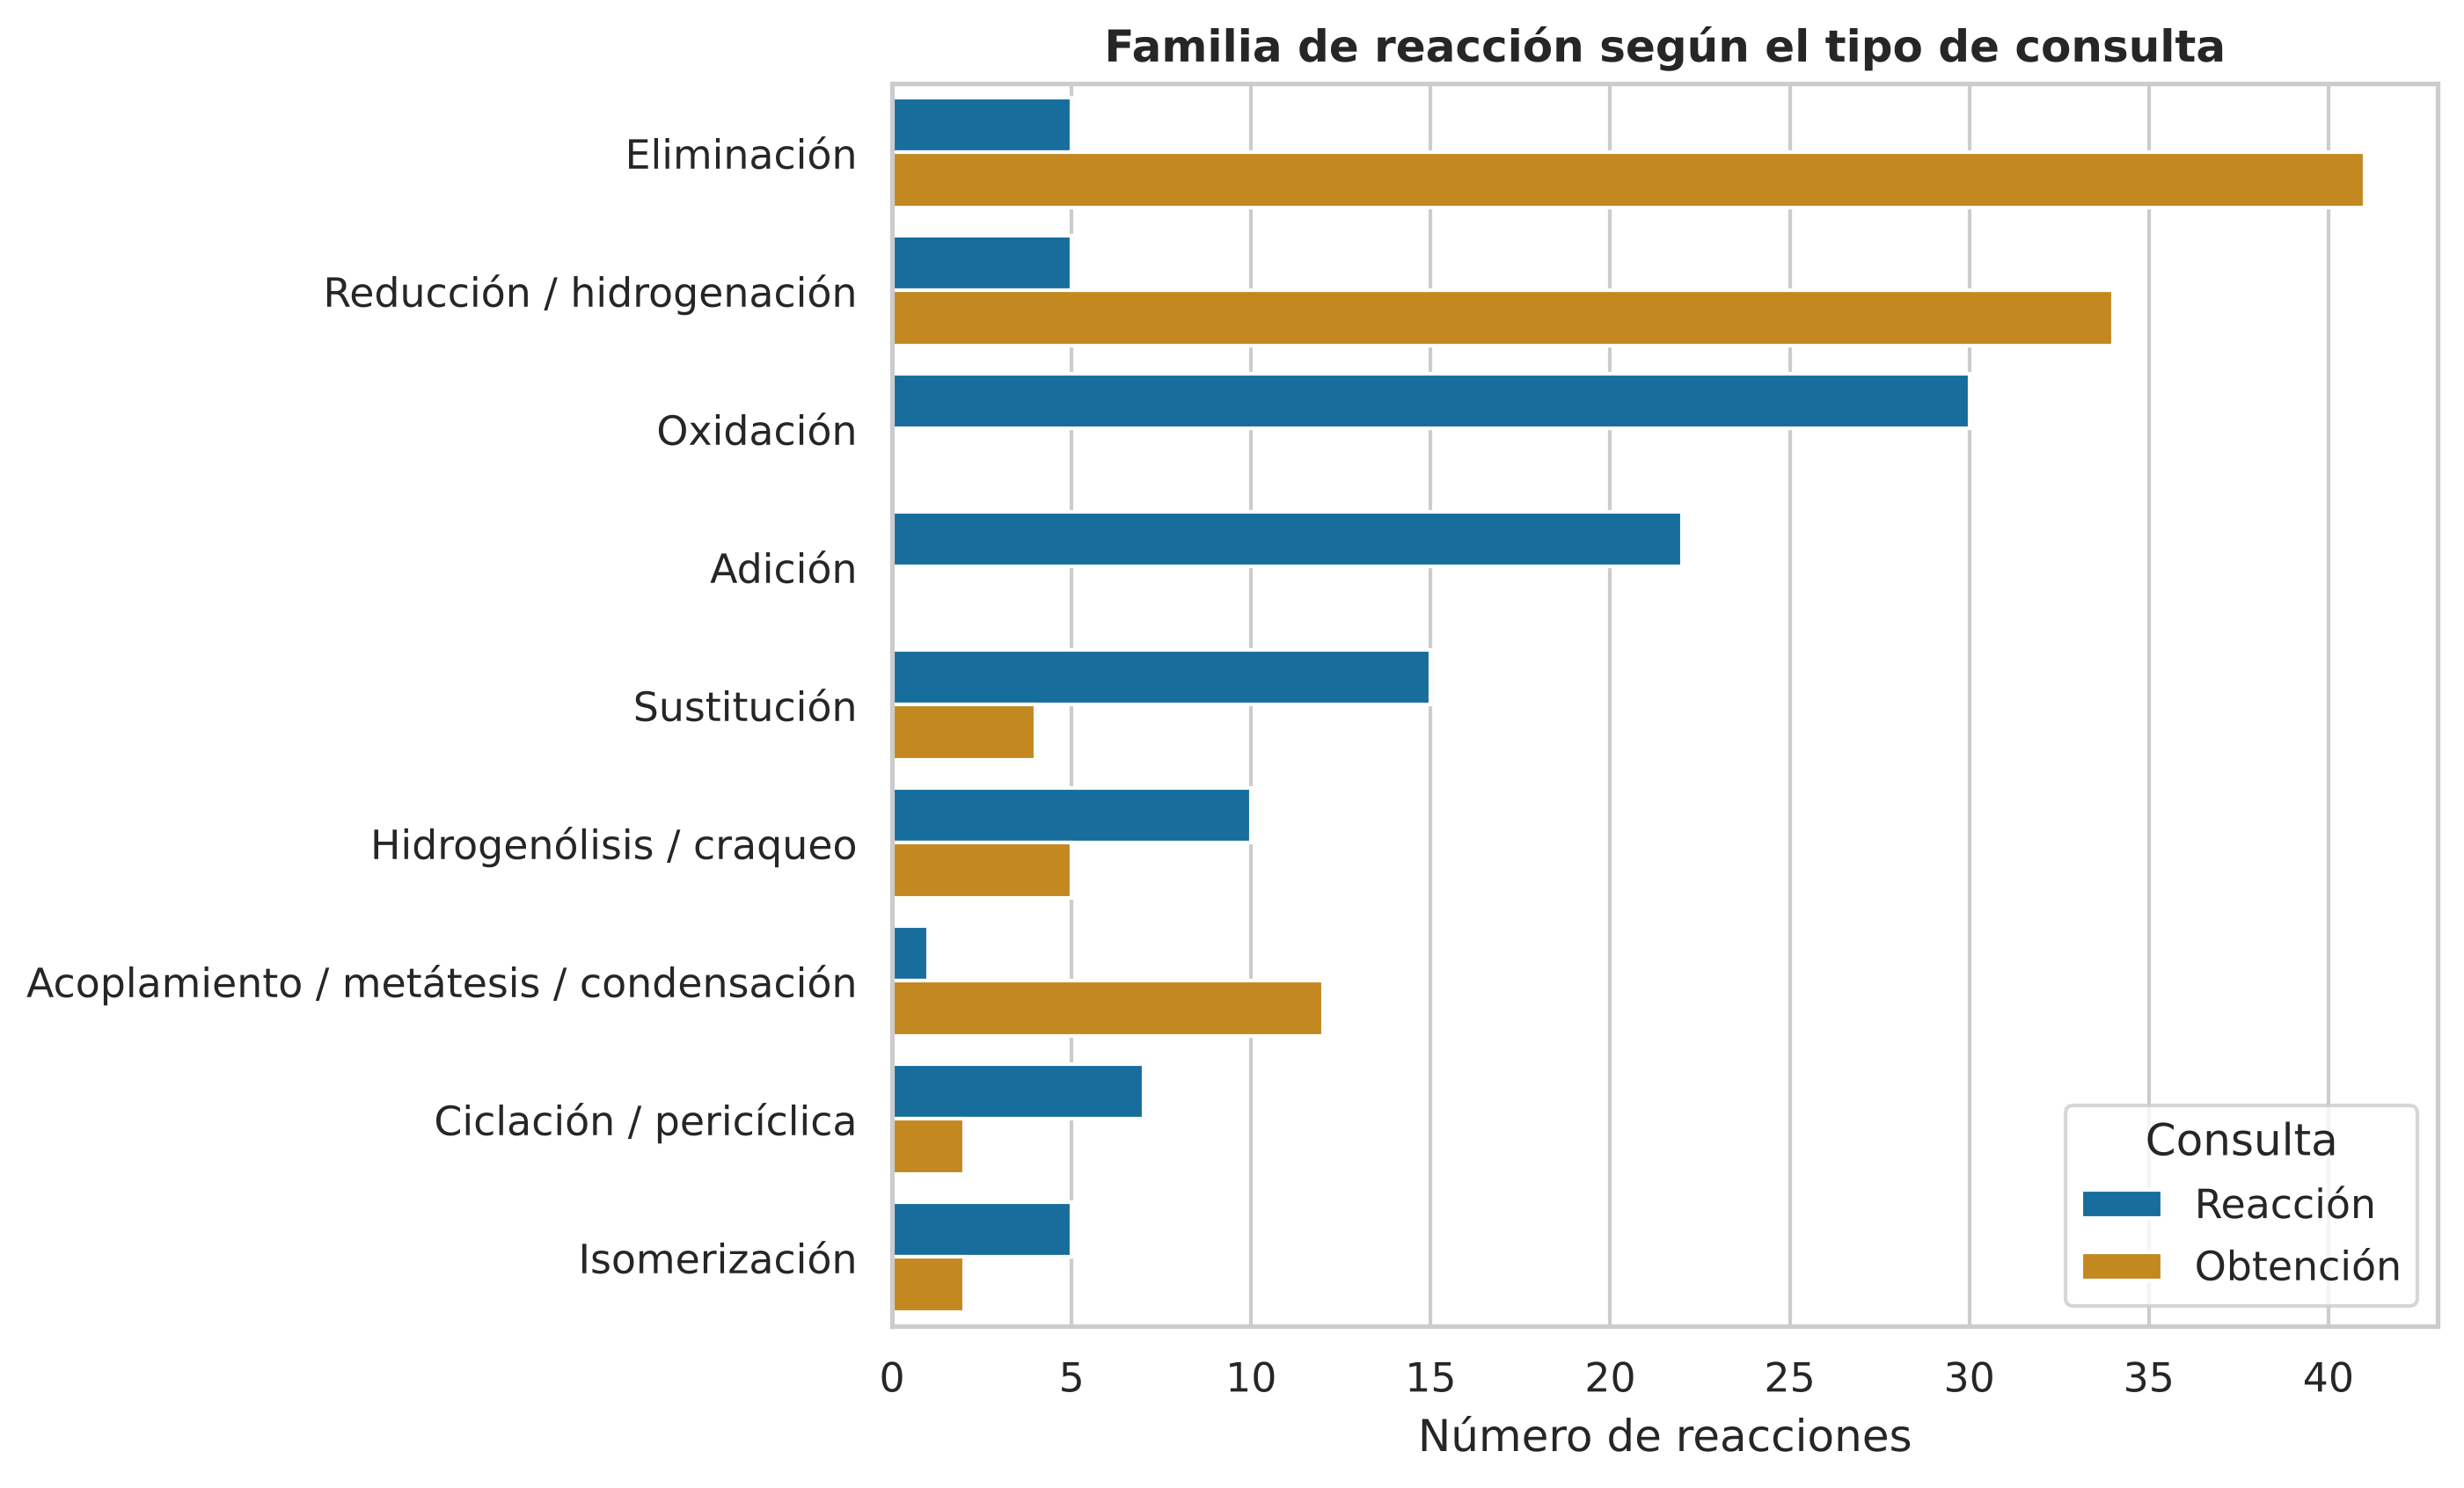 Familia de reacción según el tipo de consulta
Eliminación
Reducción / hidrogenación
Oxidación
Adición
Sustitución
Hidrogenólisis / craqueo
Acoplamiento / metátesis / condensación
Ciclación / pericíclica
Isomerización
Consulta
Reacción
Obtención
0 5 10 15 20 25 30 35 40
Número de reacciones